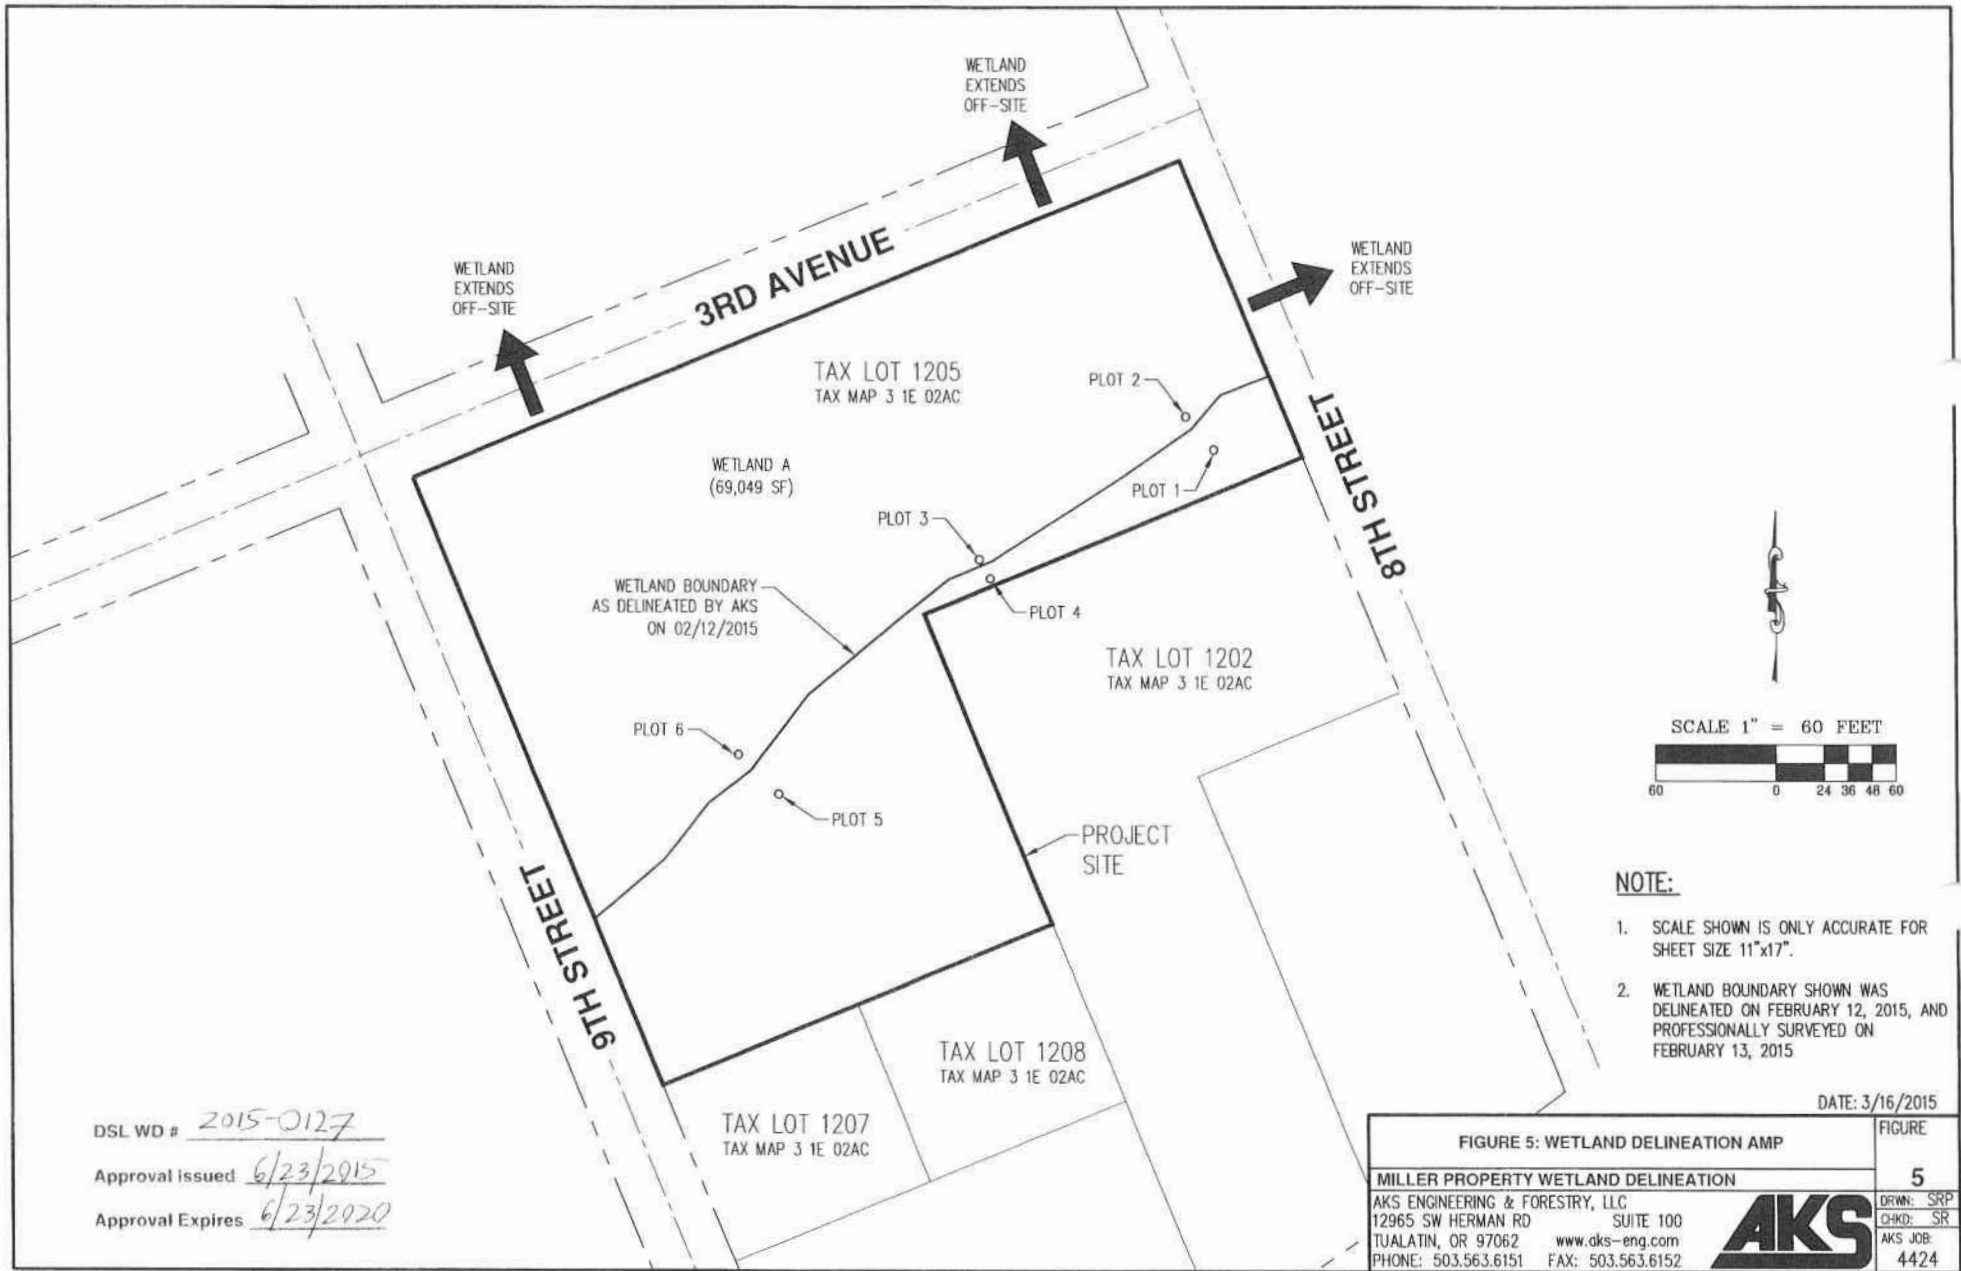 WETLAND
EXTENDS
OFF-SITE
WETLAND
EXTENDS
OFF-SITE
WETLAND
EXTENDS
OFF-SITE
3RD AVENUE
TAX LOT 1205
TAX MAP 3 1E 02AC
PLOT 2
8TH STREET
WETLAND A
(69,049 SF)
PLOT 1
PLOT 3
WETLAND BOUNDARY
AS DELINEATED BY AKS
ON 02/12/2015
PLOT 4
TAX LOT 1202
TAX MAP 3 1E 02AC
PLOT 6
PLOT 5
SCALE 1" = 60 FEET
60 0 24 36 48 60
PROJECT
SITE
9TH STREET
NOTE:
1. SCALE SHOWN IS ONLY ACCURATE FOR
SHEET SIZE 11"x17".
2. WETLAND BOUNDARY SHOWN WAS
DELINEATED ON FEBRUARY 12, 2015, AND
PROFESSIONALLY SURVEYED ON
FEBRUARY 13, 2015
TAX LOT 1208
TAX MAP 3 1E 02AC
TAX LOT 1207
TAX MAP 3 1E 02AC
DSL WD # 2015-0127
Approval issued 6/23/2015
Approval Expires 6/23/2020
DATE: 3/16/2015
FIGURE 5: WETLAND DELINEATION AMP
FIGURE
5
MILLER PROPERTY WETLAND DELINEATION
AKS ENGINEERING & FORESTRY, LLC
12965 SW HERMAN RD SUITE 100
TUALATIN, OR 97062 www.aks-eng.com
PHONE: 503.563.6151 FAX: 503.563.6152
AKS
DRWN: SRP
CHKD: SR
AKS JOB:
4424